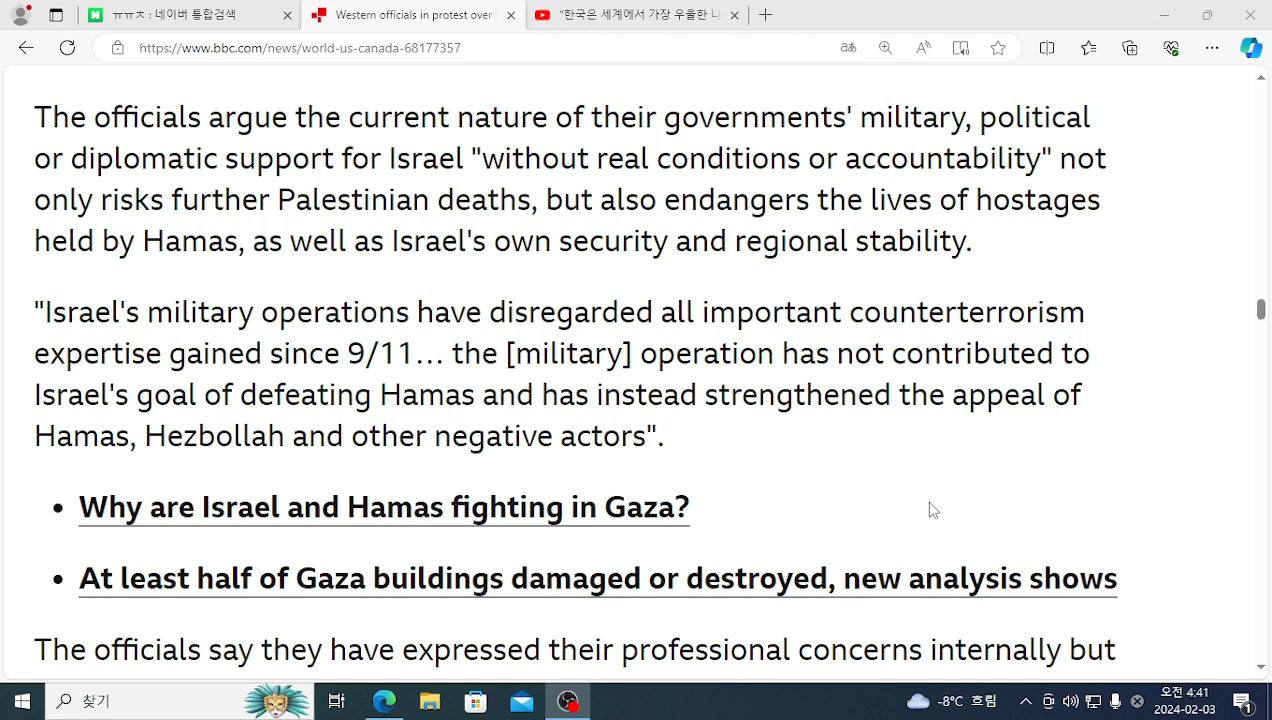 ㅠㅠㅊ : 네이버 통합검색
Western officials in protest over
"한국은 세계에서 가장 우울한 나
https://www.bbc.com/news/world-us-canada-68177357
The officials argue the current nature of their governments' military, political
or diplomatic support for Israel "without real conditions or accountability" not
only risks further Palestinian deaths, but also endangers the lives of hostages
held by Hamas, as well as Israel's own security and regional stability.
"Israel's military operations have disregarded all important counterterrorism
expertise gained since 9/11... the [military] operation has not contributed to
Israel's goal of defeating Hamas and has instead strengthened the appeal of
Hamas, Hezbollah and other negative actors".
• Why are Israel and Hamas fighting in Gaza?
• At least half of Gaza buildings damaged or destroyed, new analysis shows
The officials say they have expressed their professional concerns internally but
찾기
-8°C 흐림
오전 4:41
2024-02-03
1